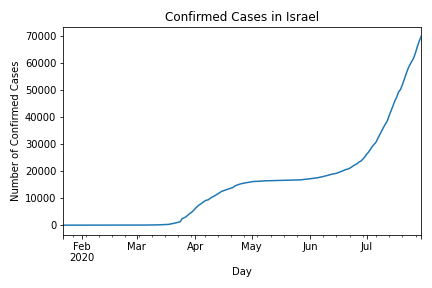 Confirmed Cases in Israel
Number of Confirmed Cases
70000
60000
50000
40000
30000
20000
10000
0
Feb Mar Apr May Jun Jul
2020
Day